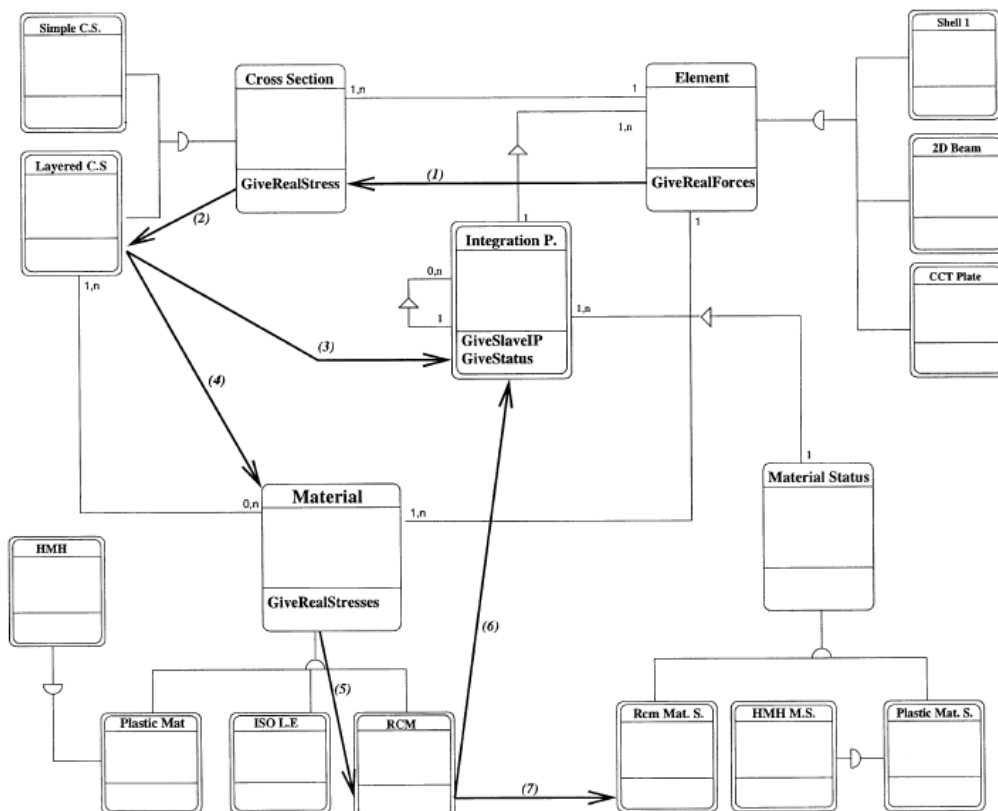 Simple C.S.
Shell 1
Cross Section
Element
1,n
1
1,n
Layered C.S
2D Beam
GiveRealStress
(1)
GiveRealForces
(2)
1
1
Integration P.
0,n
CCT Plate
1,n
1,n
1
GiveSlaveIP
(3)
GiveStatus
(4)
1
Material Status
Material
0,n
1,n
HMH
GiveRealStresses
(6)
(5)
Plastic Mat
ISO L.E
RCM
Rcm Mat. S.
HMH M.S.
Plastic Mat. S.
(7)